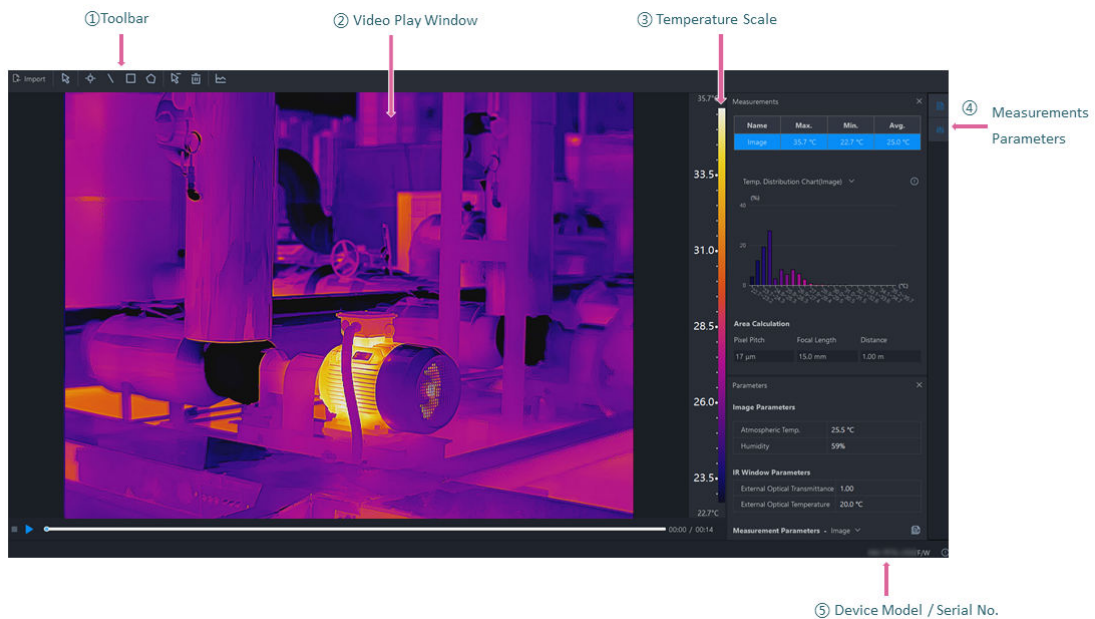 ①Toolbar
② Video Play Window
③ Temperature Scale
Import
35.7°
Measurements
Name Max. Min. Avg.
Image 35.7 °C 22.7 °C 25.0 °C
④ Measurements
Parameters
Temp. Distribution Chart(Image)
(%)
40
20
0
(°C)
33.5
31.0
28.5
26.0
23.5
22.7°C
Area Calculation
Pixel Pitch Focal Length Distance
17 μm 15.0 mm 1.00 m
Parameters
Image Parameters
Atmospheric Temp. 25.5 °C
Humidity 59%
IR Window Parameters
External Optical Transmittance 1.00
External Optical Temperature 20.0 °C
00:00 / 00:14
Measurement Parameters - Image
F/W
⑤ Device Model / Serial No.